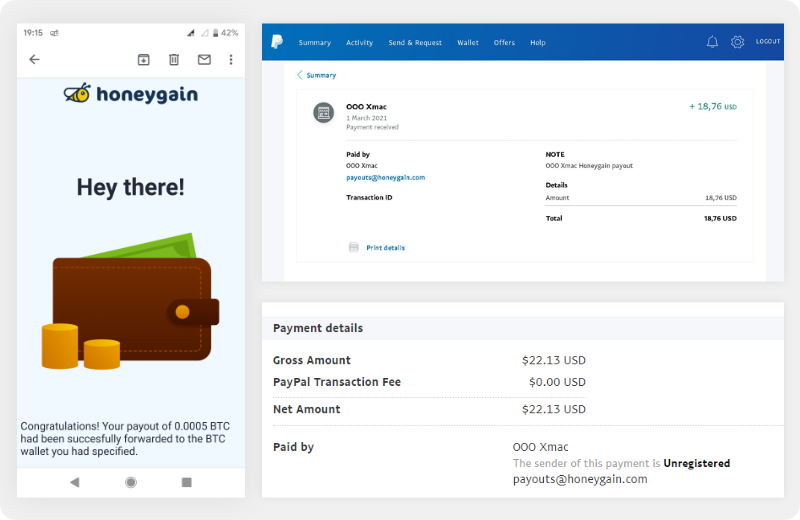 19:15
42%
honeygain
Hey there!
Congratulations! Your payout of 0.0005 BTC
had been succesfully forwarded to the BTC
wallet you had specified.
Summary Activity Send & Request Wallet Offers Help LOGOUT
Summary
OOO Xmac + 18,76 USD
1 March 2021
Payment received
Paid by NOTE
OOO Xmac OOO Xmac Honeygain payout
payouts@honeygain.com Details
Transaction ID Amount 18,76 USD
Total 18,76 USD
Print details
Payment details
Gross Amount $22.13 USD
PayPal Transaction Fee $0.00 USD
Net Amount $22.13 USD
Paid by OOO Xmac
The sender of this payment is Unregistered
payouts@honeygain.com